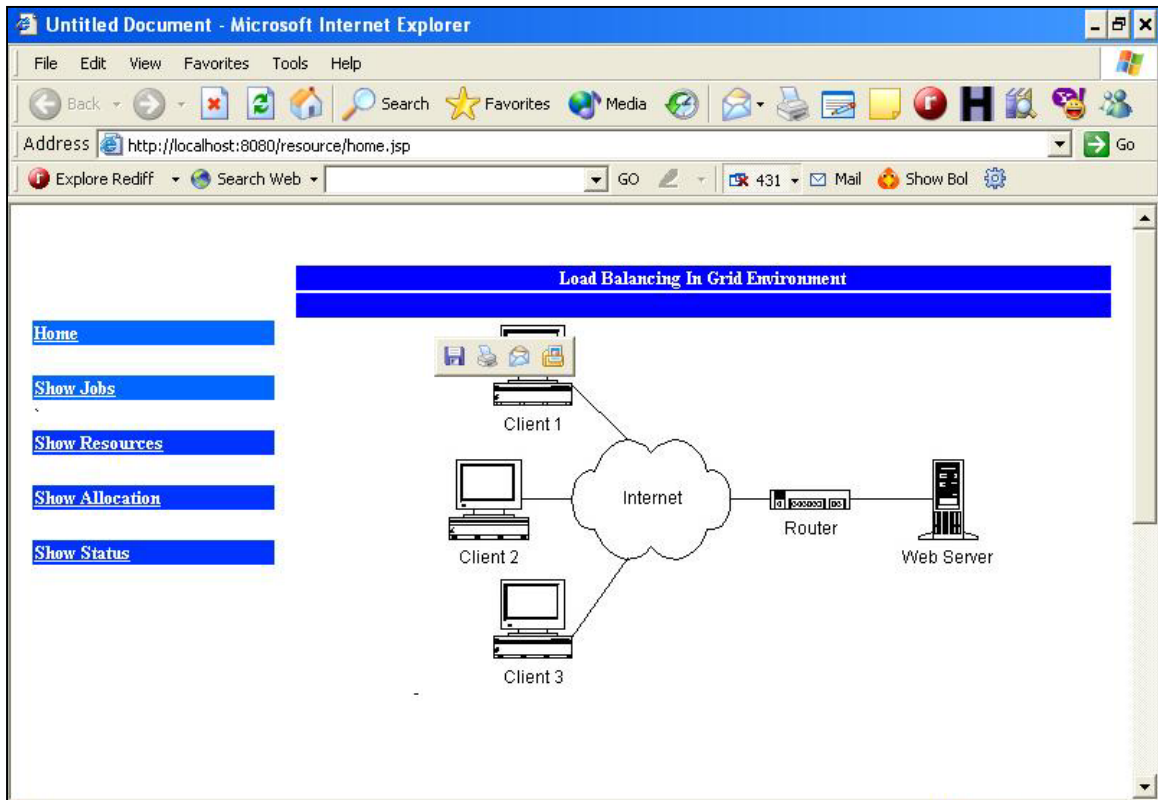 Untitled Document - Microsoft Internet Explorer
File Edit View Favorites Tools Help
Back Search Favorites Media
Address http://localhost:8080/resource/home.jsp Go
Explore Rediff Search Web GO 431 Mail Show Bol
Load Balancing In Grid Environment
Home
Show Jobs
Show Resources
Show Allocation
Show Status
Client 1
Internet
Router
Client 2
Web Server
Client 3